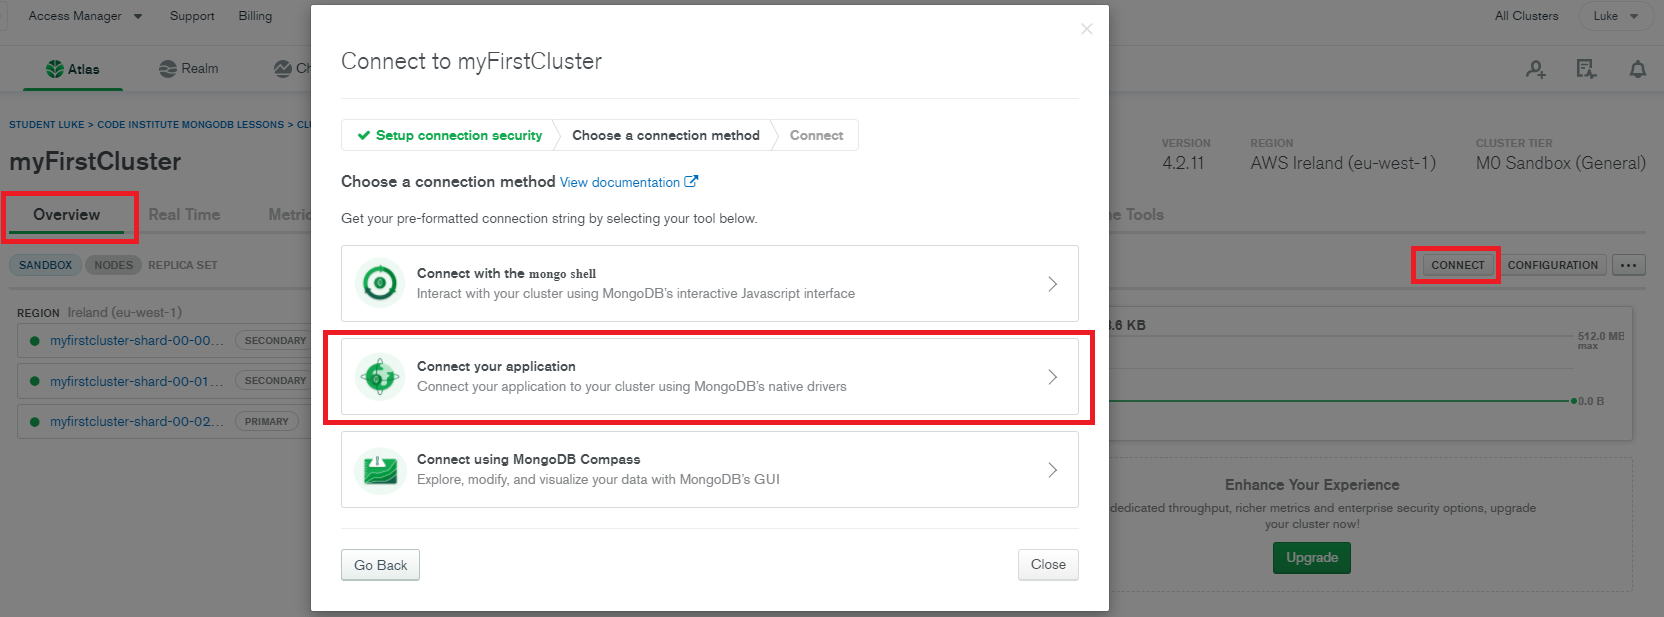 Access Manager Support Billing All Clusters Luke
Atlas Realm Ch
STUDENT LUKE > CODE INSTITUTE MONGODB LESSONS > CLU
myFirstCluster
VERSION REGION CLUSTER TIER
4.2.11 AWS Ireland (eu-west-1) M0 Sandbox (General)
Overview Real Time Metric ne Tools
SANDBOX NODES REPLICA SET
CONNECT CONFIGURATION ...
REGION Ireland (eu-west-1)
myfirstcluster-shard-00-00... SECONDARY
myfirstcluster-shard-00-01... SECONDARY
myfirstcluster-shard-00-02... PRIMARY
Connect to myFirstCluster
Setup connection security Choose a connection method Connect
Choose a connection method View documentation
Get your pre-formatted connection string by selecting your tool below.
Connect with the mongo shell
Interact with your cluster using MongoDB's interactive Javascript interface
Connect your application
Connect your application to your cluster using MongoDB's native drivers
Connect using MongoDB Compass
Explore, modify, and visualize your data with MongoDB's GUI
Go Back Close
.6 KB
512.0 MB
max
0.0 B
Enhance Your Experience
dedicated throughput, richer metrics and enterprise security options, upgrade
your cluster now!
Upgrade